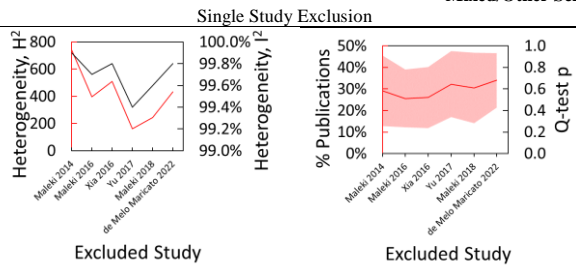 Single Study Exclusion
Heterogeneity, H2
800
600
400
200
0
100.0%
99.8%
99.6%
99.4%
99.2%
99.0%
Heterogeneity, I2
Maleki 2014
Maleki 2016
Xia 2016
Yu 2017
Maleki 2018
de Melo Maricato 2022
Excluded Study
% Publications
50%
40%
30%
20%
10%
0%
1.0
0.8
0.6
0.4
0.2
0.0
Q-test p
Maleki 2014
Maleki 2016
Xia 2016
Yu 2017
Maleki 2018
de Melo Maricato 2022
Excluded Study